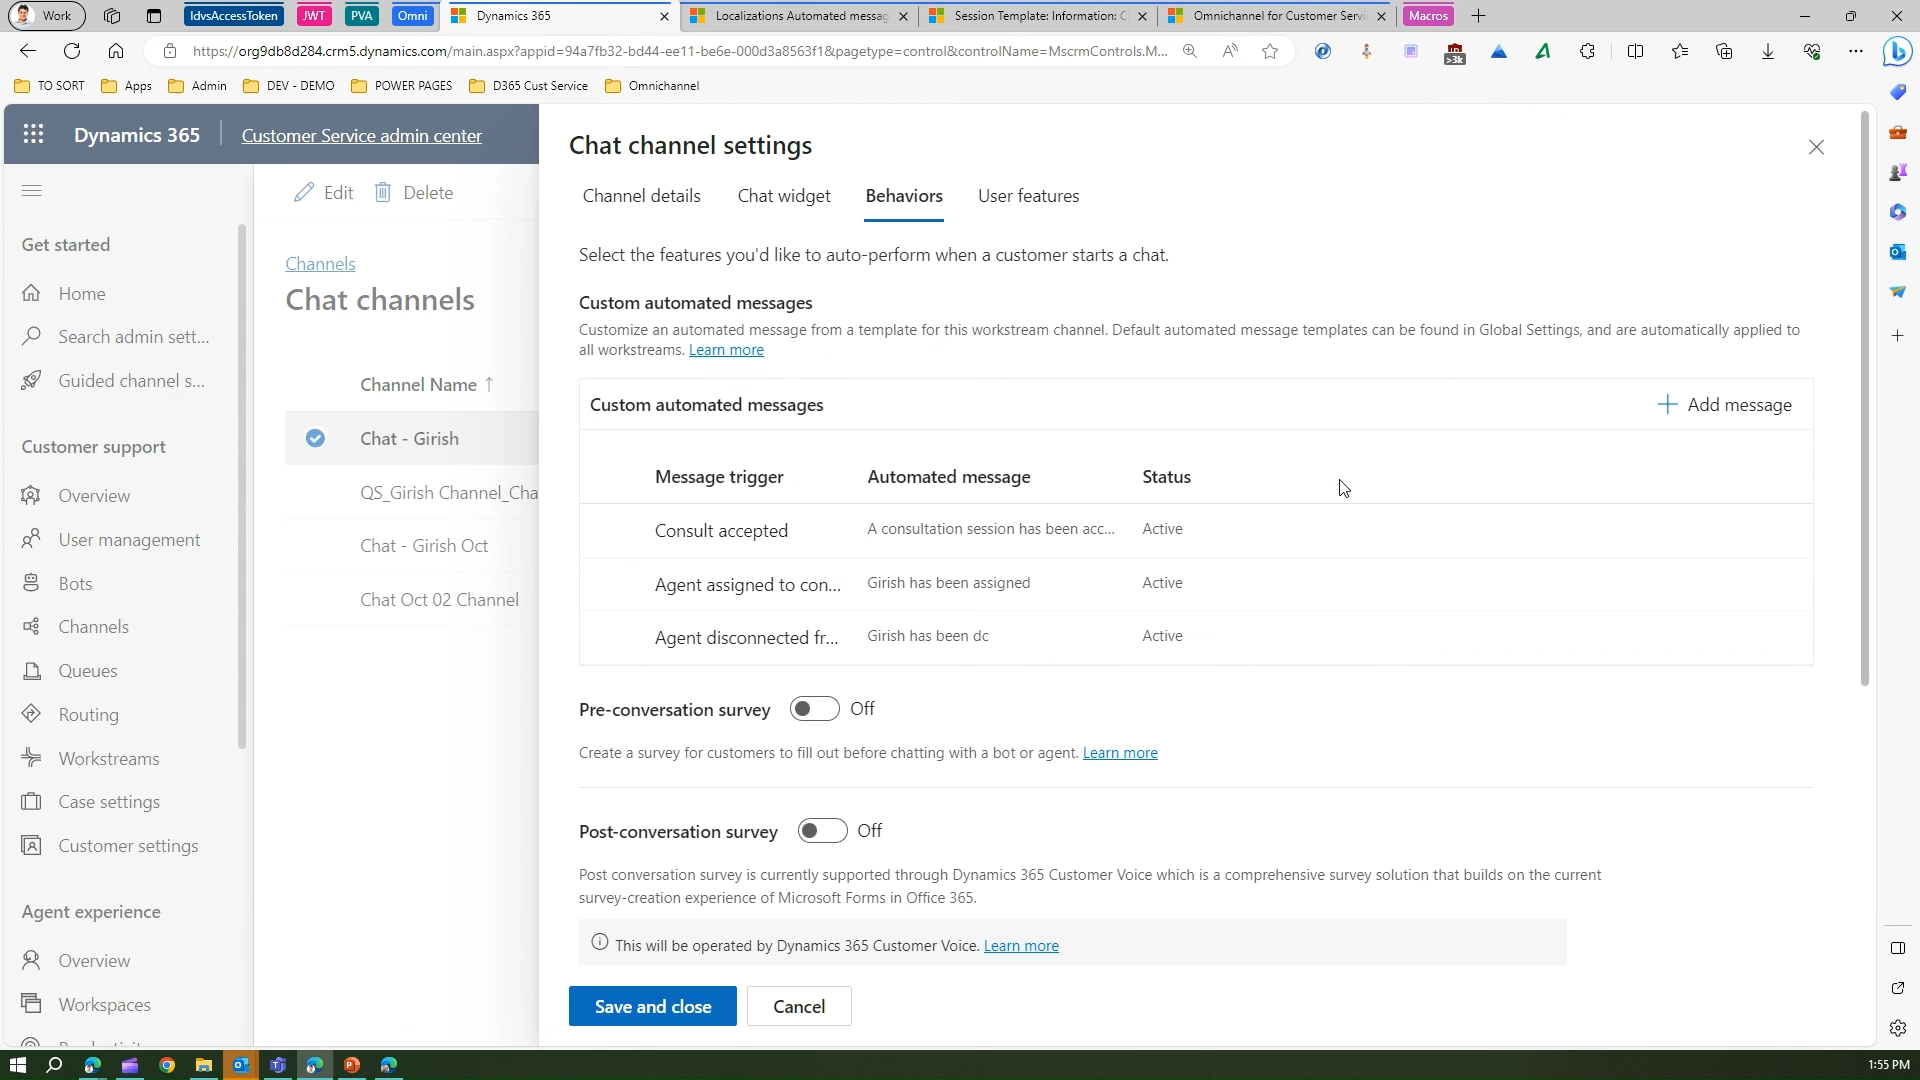 Work
IdvsAccessToken
JWT
PVA
Omni
Dynamics 365
Localizations Automated messag
Session Template: Information: C
Omnichannel for Customer Servi
Macros
https://org9db8d284.crm5.dynamics.com/main.aspx?appid=94a7fb32-bd44-ee11-be6e-000d3a8563f1&pagetype=control&controlName=MscrmControls.M...
>3k
TO SORT
Apps
Admin
DEV - DEMO
POWER PAGES
D365 Cust Service
Omnichannel
Dynamics 365
Customer Service admin center
Get started
Home
Search admin sett...
Guided channel s...
Customer support
Overview
User management
Bots
Channels
Queues
Routing
Workstreams
Case settings
Customer settings
Agent experience
Overview
Workspaces
Edit
Delete
Channels
Chat channels
Channel Name ↑
Chat - Girish
QS_Girish Channel_Cha
Chat - Girish Oct
Chat Oct 02 Channel
Chat channel settings
Channel details
Chat widget
Behaviors
User features
Select the features you'd like to auto-perform when a customer starts a chat.
Custom automated messages
Customize an automated message from a template for this workstream channel. Default automated message templates can be found in Global Settings, and are automatically applied to
all workstreams. Learn more
Custom automated messages
Add message
Message trigger Automated message Status
Consult accepted A consultation session has been acc... Active
Agent assigned to con... Girish has been assigned Active
Agent disconnected fr... Girish has been dc Active
Pre-conversation survey Off
Create a survey for customers to fill out before chatting with a bot or agent. Learn more
Post-conversation survey Off
Post conversation survey is currently supported through Dynamics 365 Customer Voice which is a comprehensive survey solution that builds on the current
survey-creation experience of Microsoft Forms in Office 365.
This will be operated by Dynamics 365 Customer Voice. Learn more
Save and close
Cancel
1:55 PM